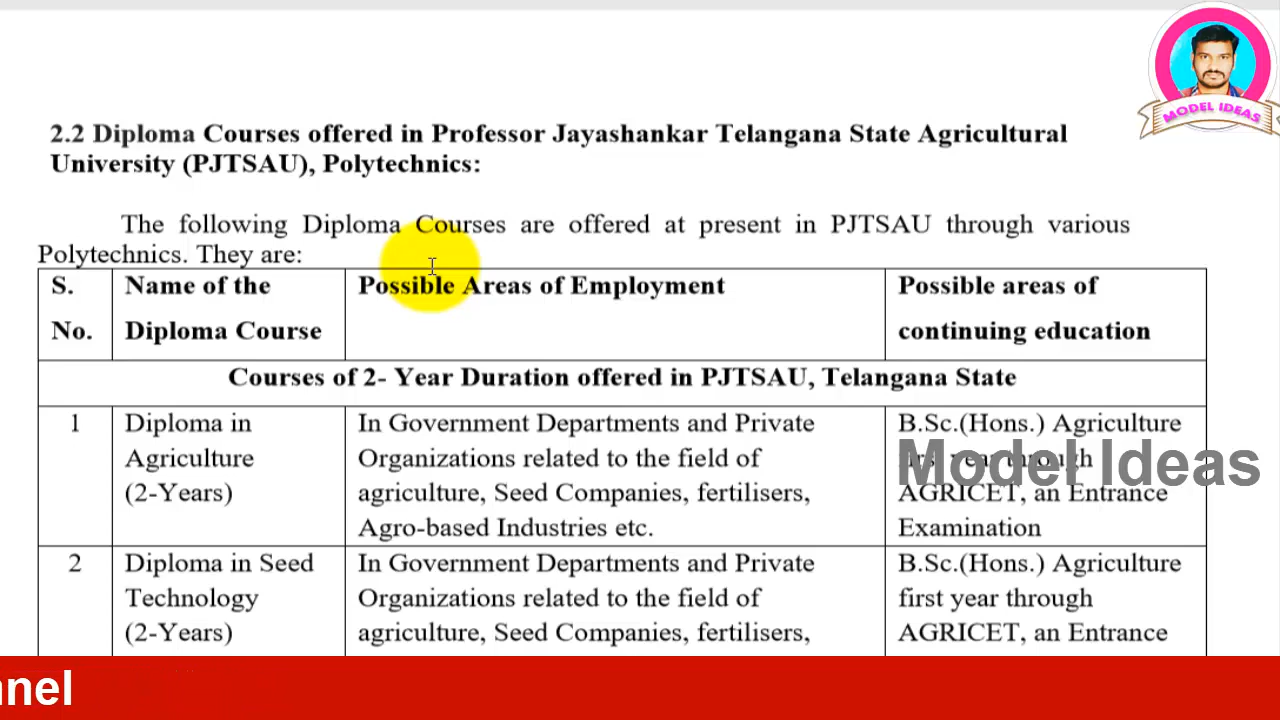 MODEL IDEAS
2.2 Diploma Courses offered in Professor Jayashankar Telangana State Agricultural
University (PJTSAU), Polytechnics:
The following Diploma Courses are offered at present in PJTSAU through various
Polytechnics. They are:
S. No.
Name of the
Diploma Course
Possible Areas of Employment
Possible areas of
continuing education
Courses of 2- Year Duration offered in PJTSAU, Telangana State
1
Diploma in
Agriculture
(2-Years)
In Government Departments and Private
Organizations related to the field of
agriculture, Seed Companies, fertilisers,
Agro-based Industries etc.
B.Sc.(Hons.) Agriculture
first year through
AGRICET, an Entrance
Examination
Model Ideas
2
Diploma in Seed
Technology
(2-Years)
In Government Departments and Private
Organizations related to the field of
agriculture, Seed Companies, fertilisers,
B.Sc.(Hons.) Agriculture
first year through
AGRICET, an Entrance
nnel